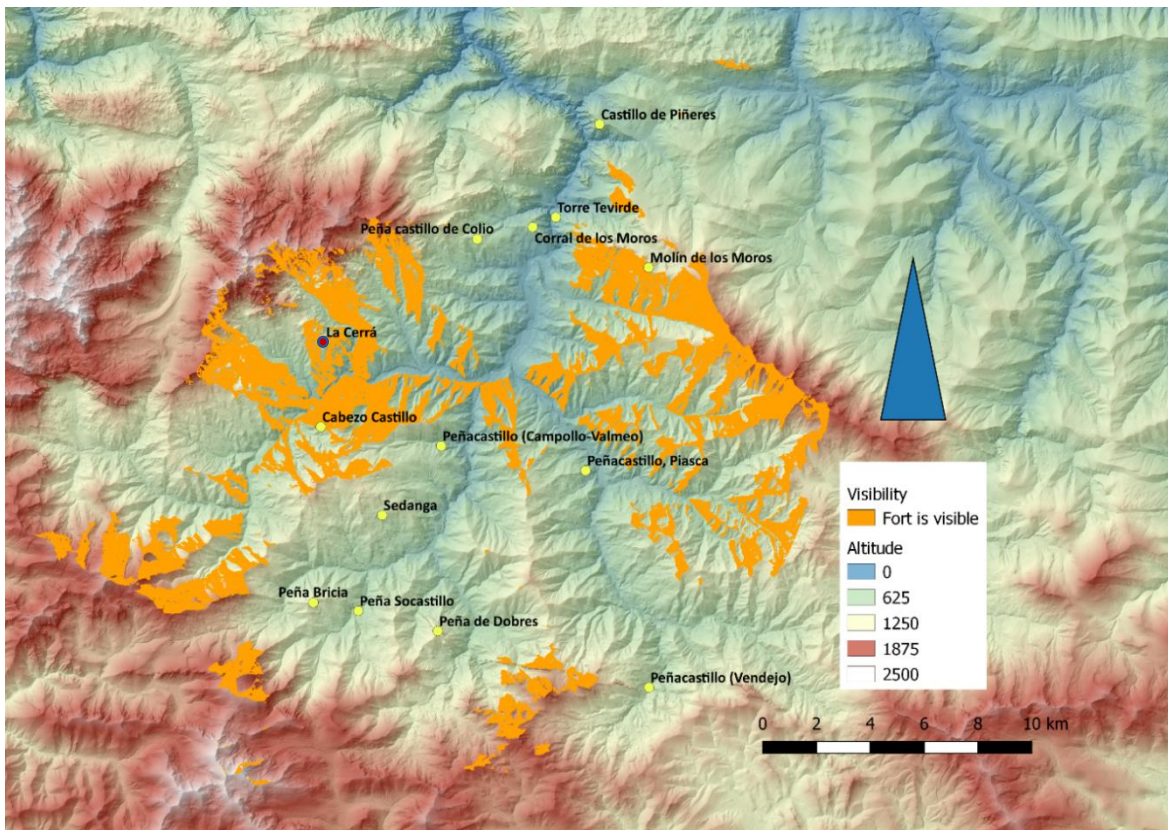 Castillo de Piñeres
Torre Tevirde
Peña castillo de Colio
Corral de los Moros
Molín de los Moros
La Cerrá
Cabezo Castillo
Peñacastillo (Campollo-Valmeo)
Peñacastillo, Piasca
Sedanga
Peña Bricia
Peña Socastillo
Peña de Dobres
Peñacastillo (Vendejo)
Visibility
Fort is visible
Altitude
0
625
1250
1875
2500
0 2 4 6 8 10 km